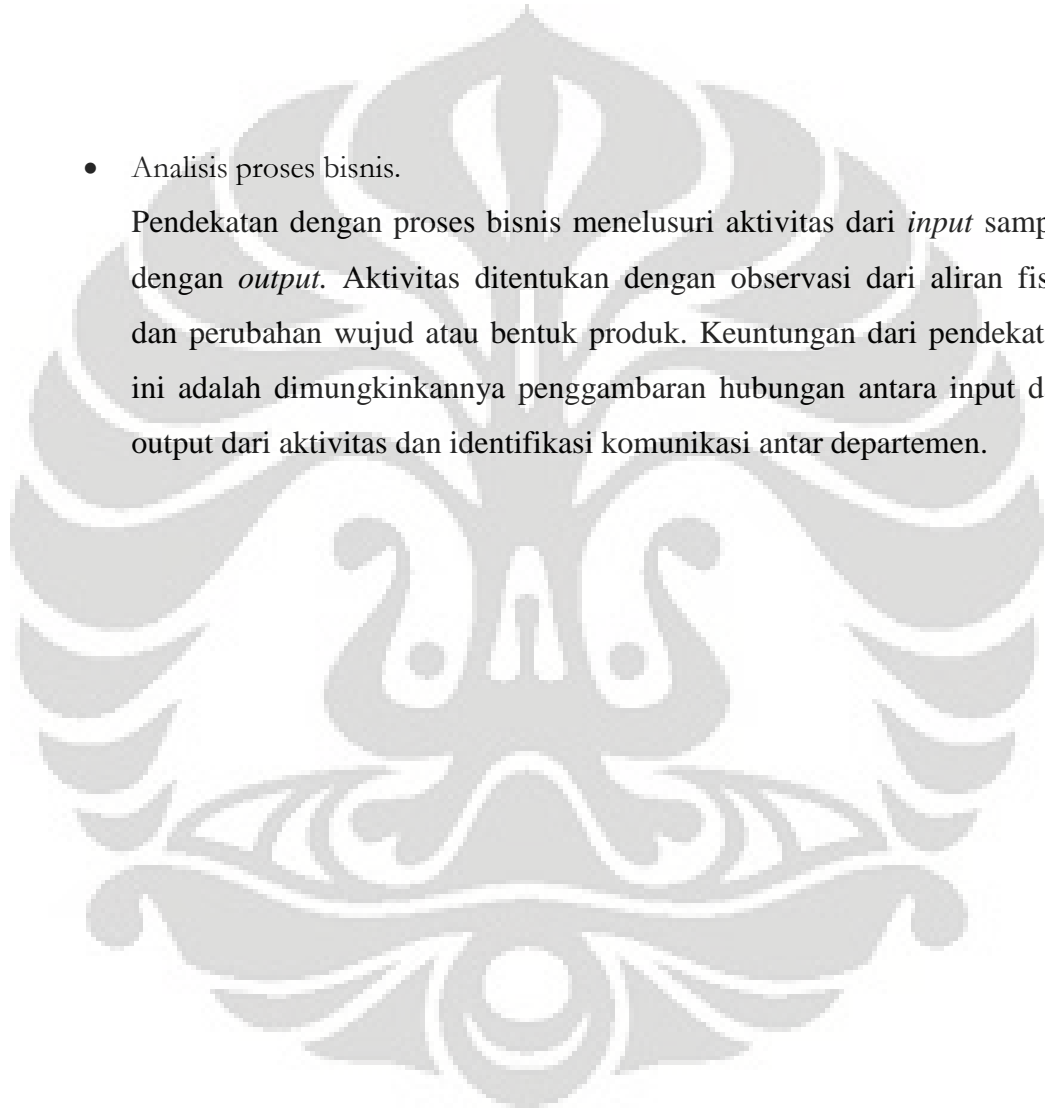 • Analisis proses bisnis.
Pendekatan dengan proses bisnis menelusuri aktivitas dari input samp
dengan output. Aktivitas ditentukan dengan observasi dari aliran fis
dan perubahan wujud atau bentuk produk. Keuntungan dari pendekat
ini adalah dimungkinkannya penggambaran hubungan antara input d
output dari aktivitas dan identifikasi komunikasi antar departemen.